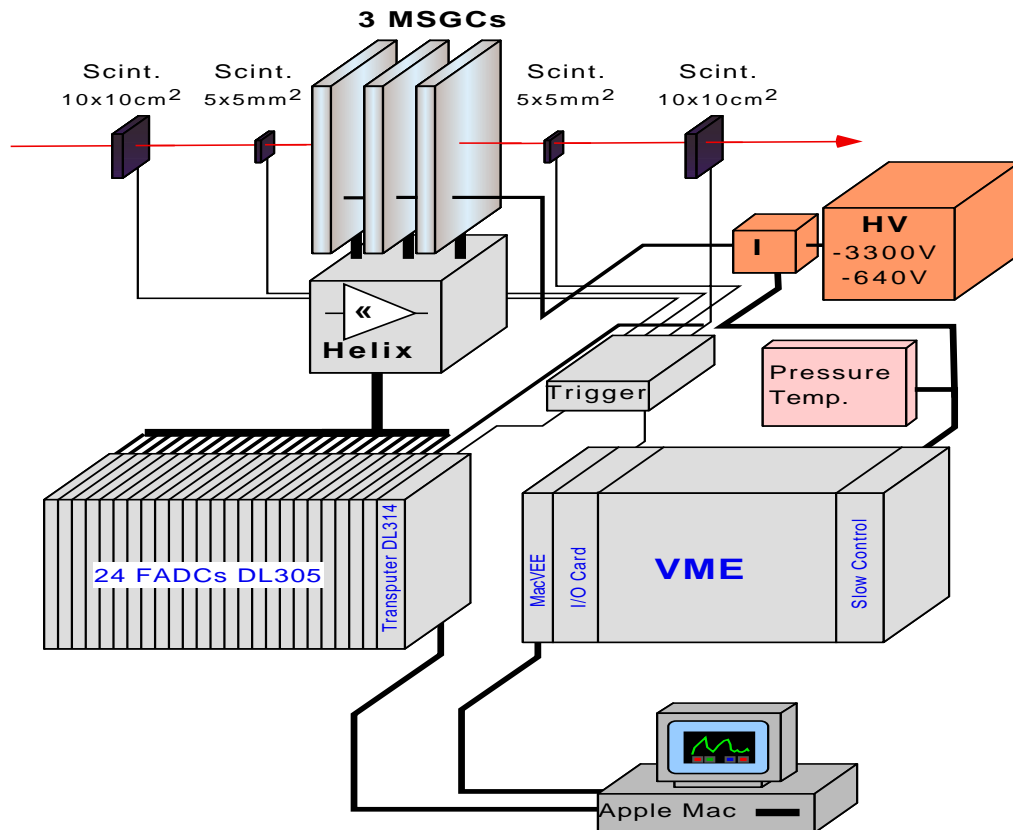 3 MSGCs
Scint.
10x10cm²
Scint.
5x5mm²
Scint.
5x5mm²
Scint.
10x10cm²
HV
-3300V
-640V
I
«
Helix
Trigger
Pressure
Temp.
24 FADCs DL305
Transputer DL314
MacVEE
I/O Card
VME
Slow Control
Apple Mac